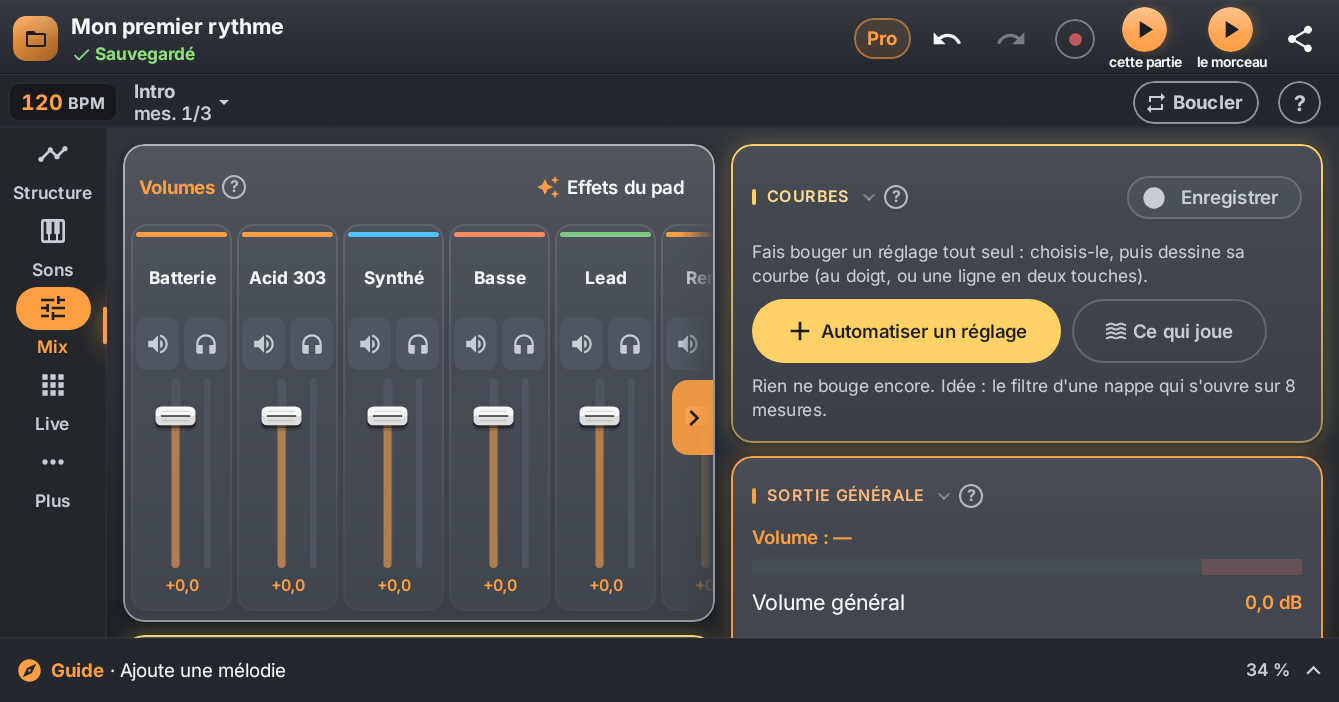 Mon premier rythme
Sauvegardé
Pro
cette partie
le morceau
120 BPM
Intro
mes. 1/3
Boucler
?
Structure
Sons
Mix
Live
Plus
Volumes ?
Effets du pad
Batterie
Acid 303
Synthé
Basse
Lead
+0,0
+0,0
+0,0
+0,0
+0,0
COURBES ?
Enregistrer
Fais bouger un réglage tout seul : choisis-le, puis dessine sa
courbe (au doigt, ou une ligne en deux touches).
Automatiser un réglage
Ce qui joue
Rien ne bouge encore. Idée : le filtre d'une nappe qui s'ouvre sur 8
mesures.
SORTIE GÉNÉRALE ?
Volume : —
Volume général
0,0 dB
Guide · Ajoute une mélodie
34 %